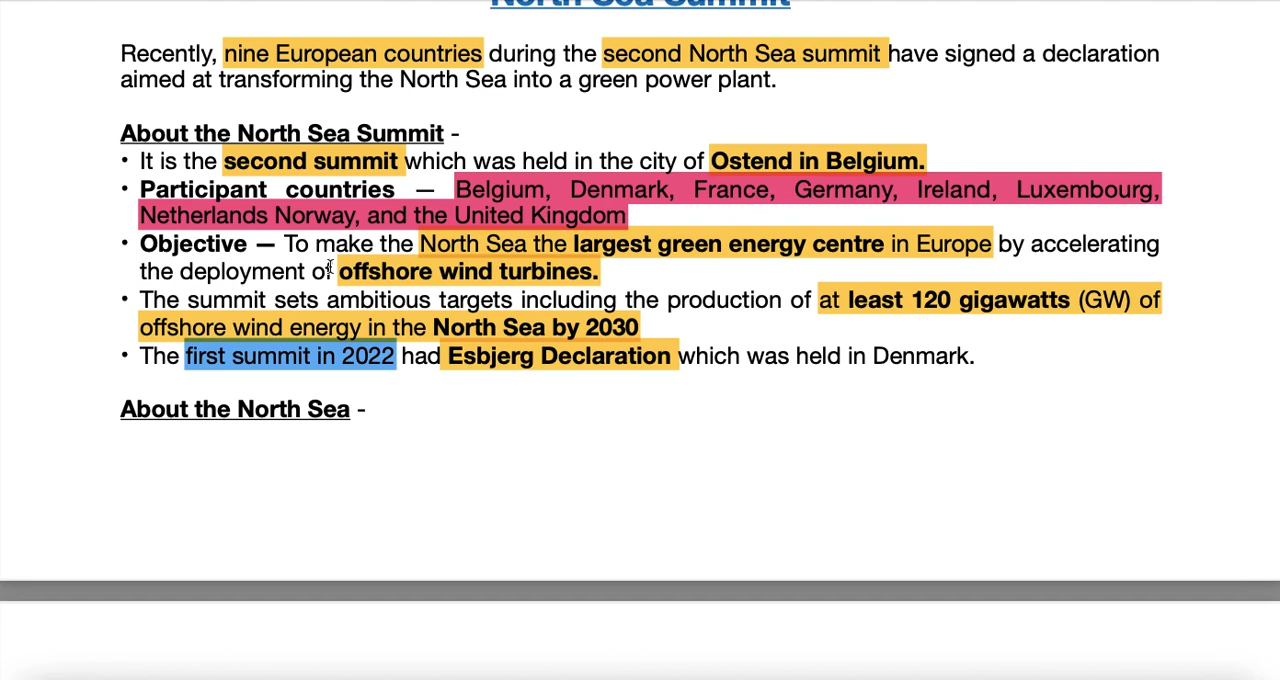 North Sea Summit
Recently, nine European countries during the second North Sea summit have signed a declaration
aimed at transforming the North Sea into a green power plant.
About the North Sea Summit -
• It is the second summit which was held in the city of Ostend in Belgium.
• Participant countries — Belgium, Denmark, France, Germany, Ireland, Luxembourg,
Netherlands Norway, and the United Kingdom
• Objective — To make the North Sea the largest green energy centre in Europe by accelerating
the deployment of offshore wind turbines.
• The summit sets ambitious targets including the production of at least 120 gigawatts (GW) of
offshore wind energy in the North Sea by 2030
• The first summit in 2022 had Esbjerg Declaration which was held in Denmark.
About the North Sea -